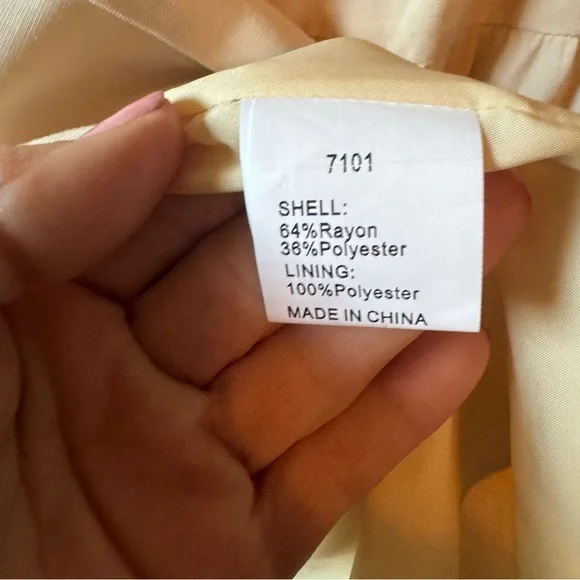 7101
SHELL:
64%Rayon
36%Polyester
LINING:
100%Polyester
MADE IN CHINA